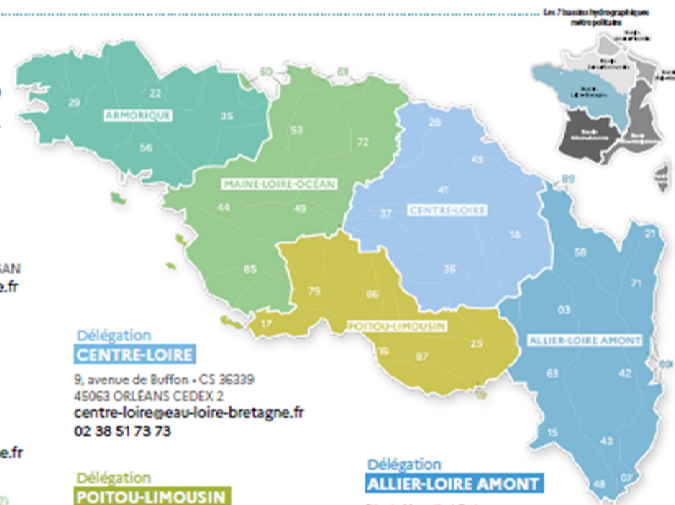 Les 7 bassins hydrographiques
métropolitains
50
61
29
22
35
ARMORIQUE
56
53
72
28
45
41
MAINE-LOIRE-OCÉAN
44
49
37
CENTRE-LOIRE
18
36
89
58
21
71
85
79
86
17
POITOU-LIMOUSIN
16
87
23
03
ALLIER-LOIRE AMONT
63
42
15
43
48
07
SAN
e.fr
Délégation
CENTRE-LOIRE
9, avenue de Buffon • CS 36339
45063 ORLÉANS CEDEX 2
centre-loire@eau-loire-bretagne.fr
02 38 51 73 73
e.fr
Délégation
POITOU-LIMOUSIN
Délégation
ALLIER-LOIRE AMONT